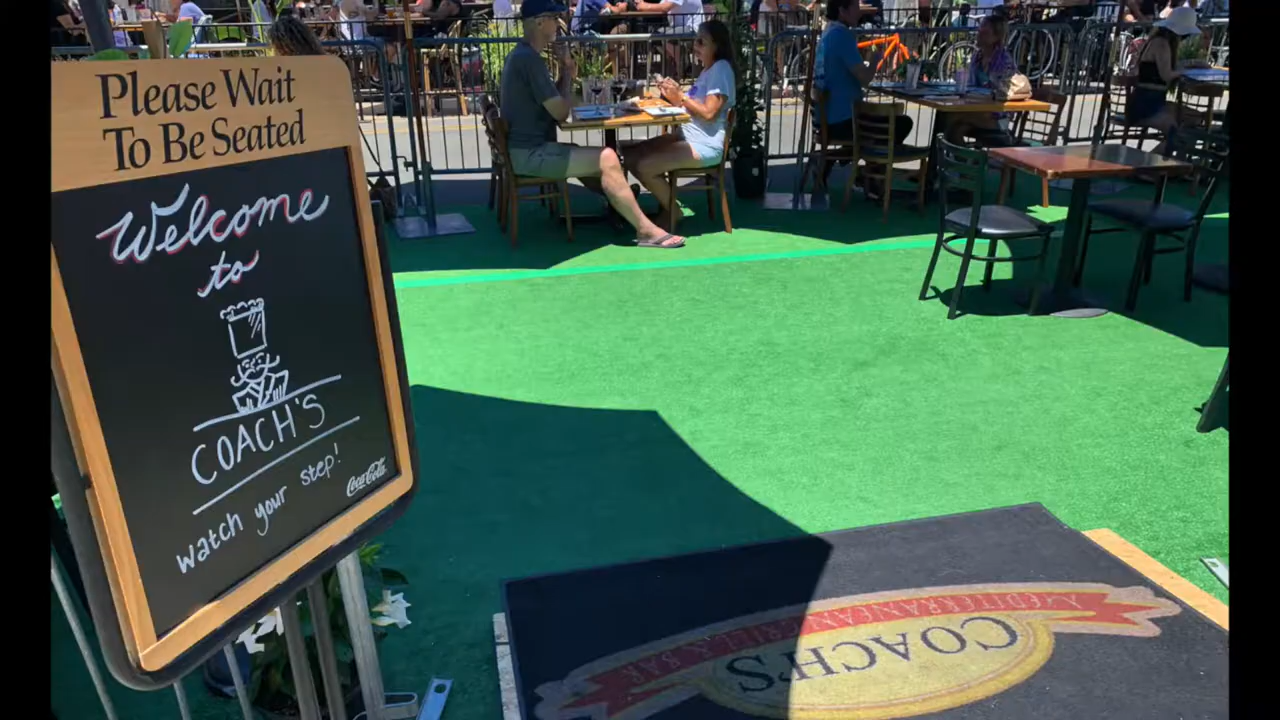 Please Wait
To Be Seated
Welcome
to
COACH'S
watch your step!
Coca-Cola
COACH'S
MEDITERRANEAN GRILL & BAR